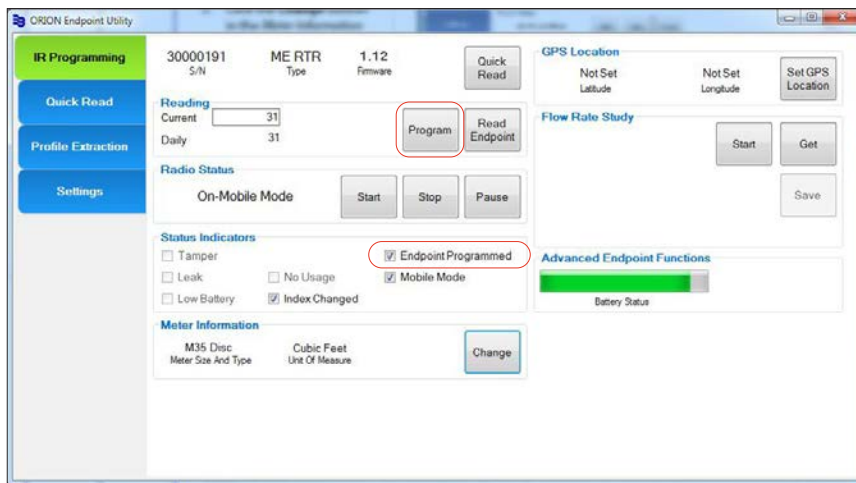 ORION Endpoint Utility
IR Programming
Quick Read
Profile Extraction
Settings
30000191 ME RTR 1.12
S/N Type Firmware
Quick
Read
Reading
Current 31
Daily 31
Program
Read
Endpoint
Radio Status
On-Mobile Mode
Start Stop Pause
Status Indicators
Tamper Endpoint Programmed
Leak No Usage Mobile Mode
Low Battery Index Changed
Meter Information
M35 Disc Cubic Feet
Meter Size And Type Unit Of Measure
Change
GPS Location
Not Set Not Set
Latitude Longitude
Set GPS
Location
Flow Rate Study
Start Get
Save
Advanced Endpoint Functions
Battery Status